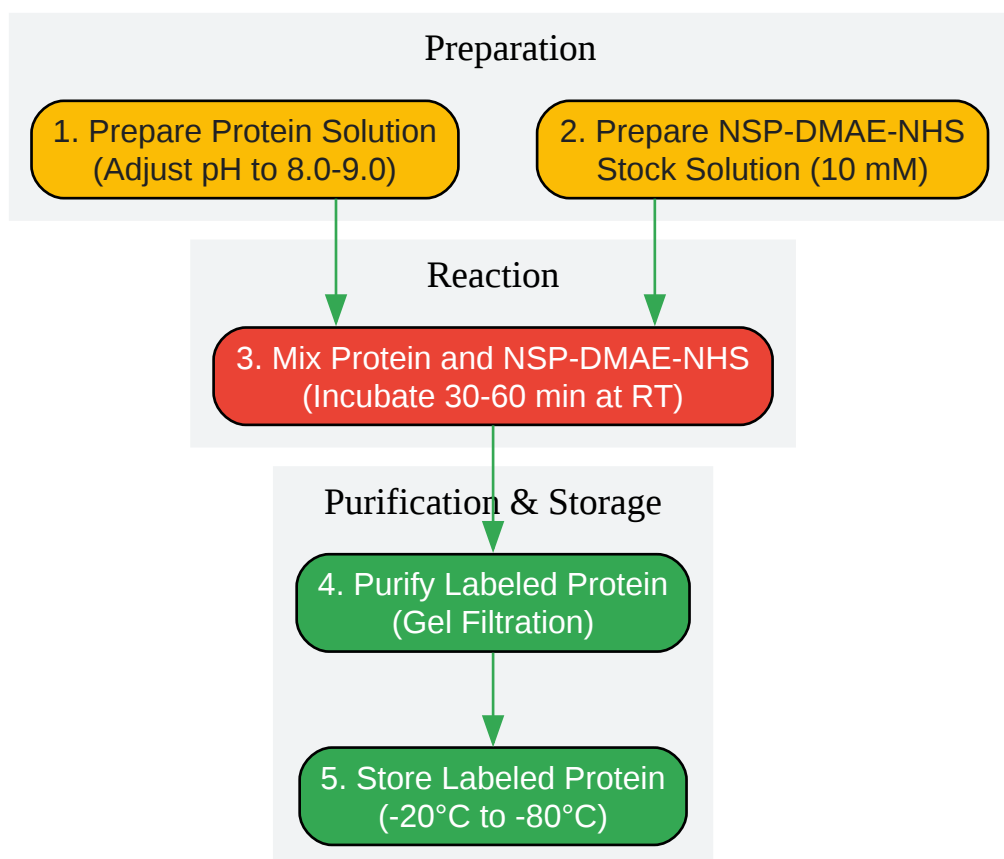 Preparation
1. Prepare Protein Solution
(Adjust pH to 8.0-9.0)
2. Prepare NSP-DMAE-NHS
Stock Solution (10 mM)
Reaction
3. Mix Protein and NSP-DMAE-NHS
(Incubate 30-60 min at RT)
Purification & Storage
4. Purify Labeled Protein
(Gel Filtration)
5. Store Labeled Protein
(-20°C to -80°C)